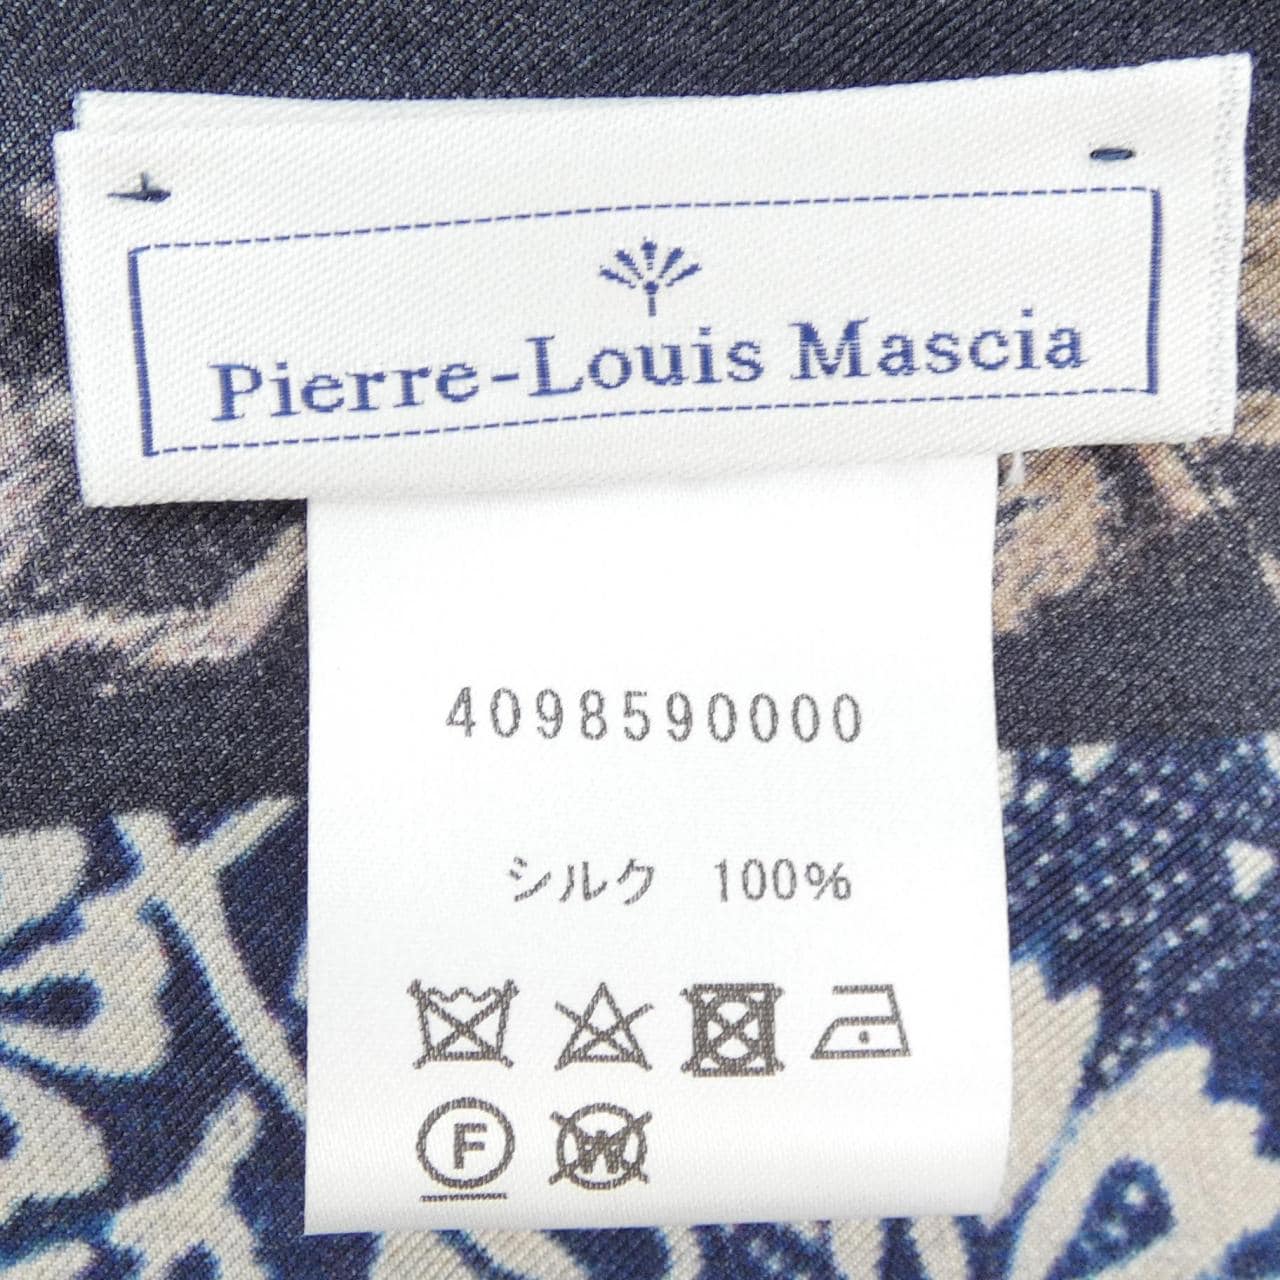 Pierre-Louis Mascia
4098590000
シルク 100%
F W